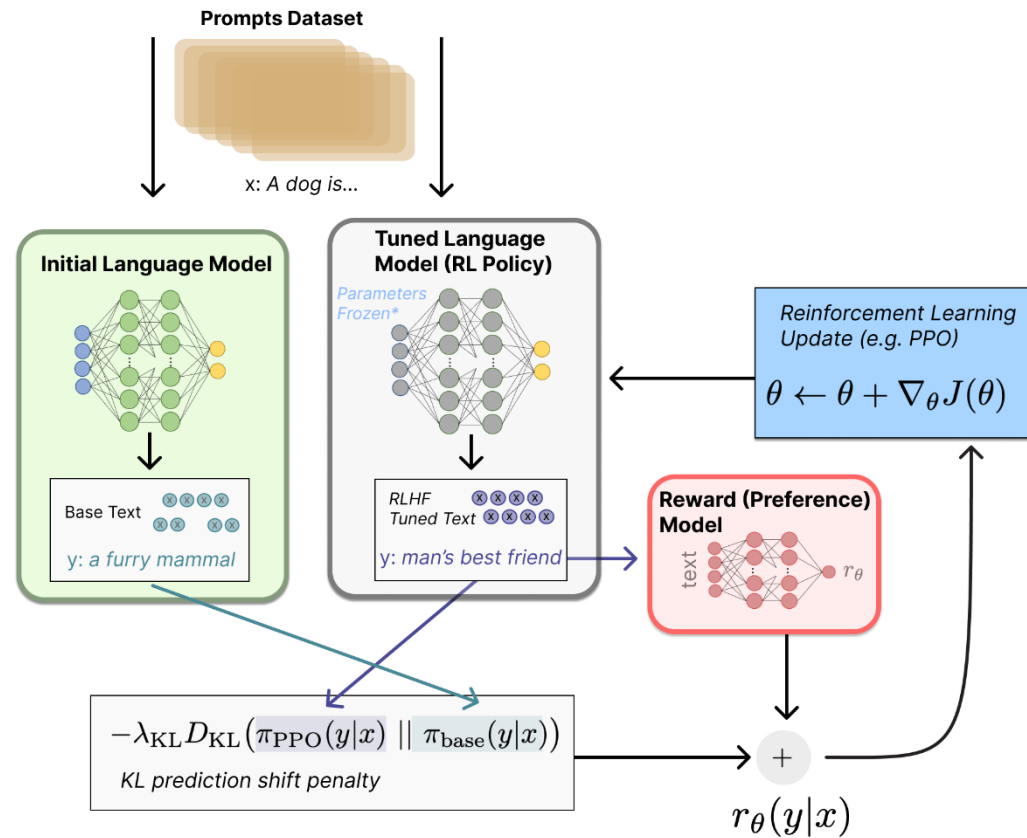 Prompts Dataset
x: A dog is...
Initial Language Model
Tuned Language
Model (RL Policy)
Parameters
Frozen*
Reinforcement Learning
Update (e.g. PPO)
θ ← θ + ∇θJ(θ)
Base Text
x x x x
x x x x
y: a furry mammal
RLHF
Tuned Text
x x x x
x x x x
y: man's best friend
Reward (Preference)
Model
text
rθ
−λKL DKL(πPPO(y|x) || πbase(y|x))
KL prediction shift penalty
+
rθ(y|x)